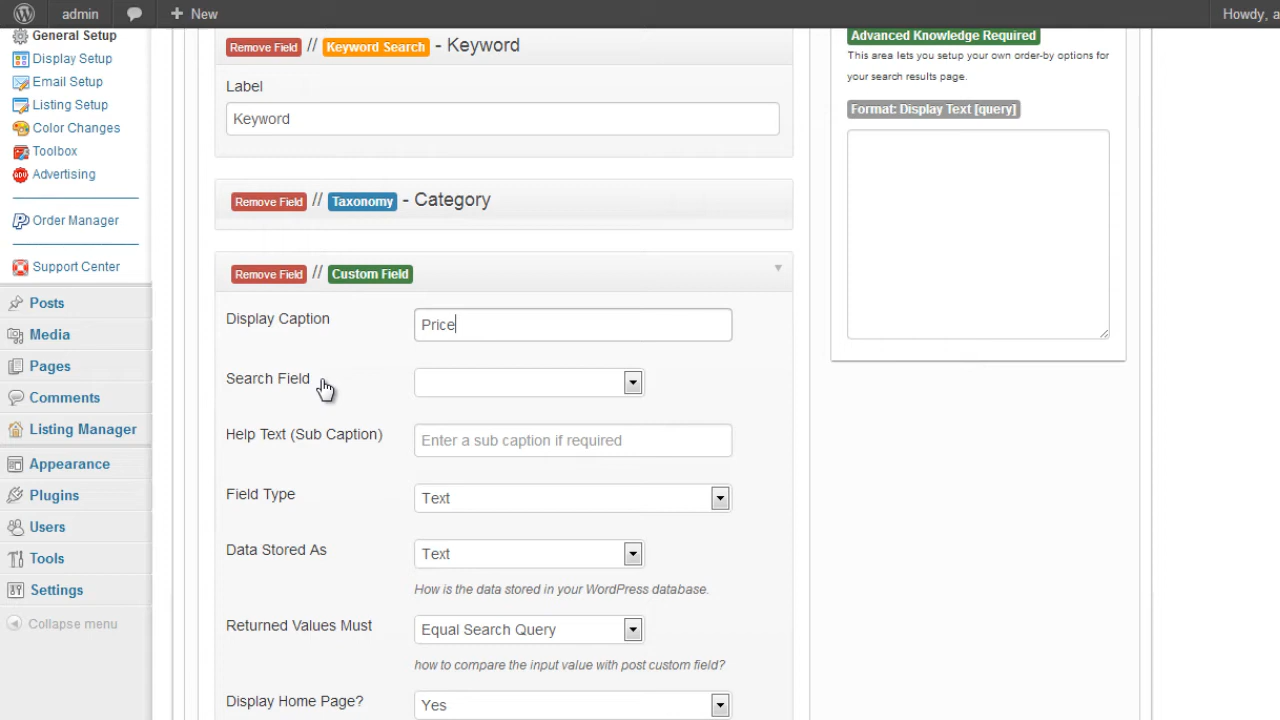 admin
New
Howdy, a
General Setup
Display Setup
Email Setup
Listing Setup
Color Changes
Toolbox
ADV
Advertising
Order Manager
Support Center
Posts
Media
Pages
Comments
Listing Manager
Appearance
Plugins
Users
Tools
Settings
Collapse menu
Remove Field // Keyword Search - Keyword
Label
Keyword
Remove Field // Taxonomy - Category
Remove Field // Custom Field
Display Caption
Price
Search Field
Help Text (Sub Caption)
Enter a sub caption if required
Field Type
Text
Data Stored As
Text
How is the data stored in your WordPress database.
Returned Values Must
Equal Search Query
how to compare the input value with post custom field?
Display Home Page?
Yes
Advanced Knowledge Required
This area lets you setup your own order-by options for
your search results page.
Format: Display Text [query]